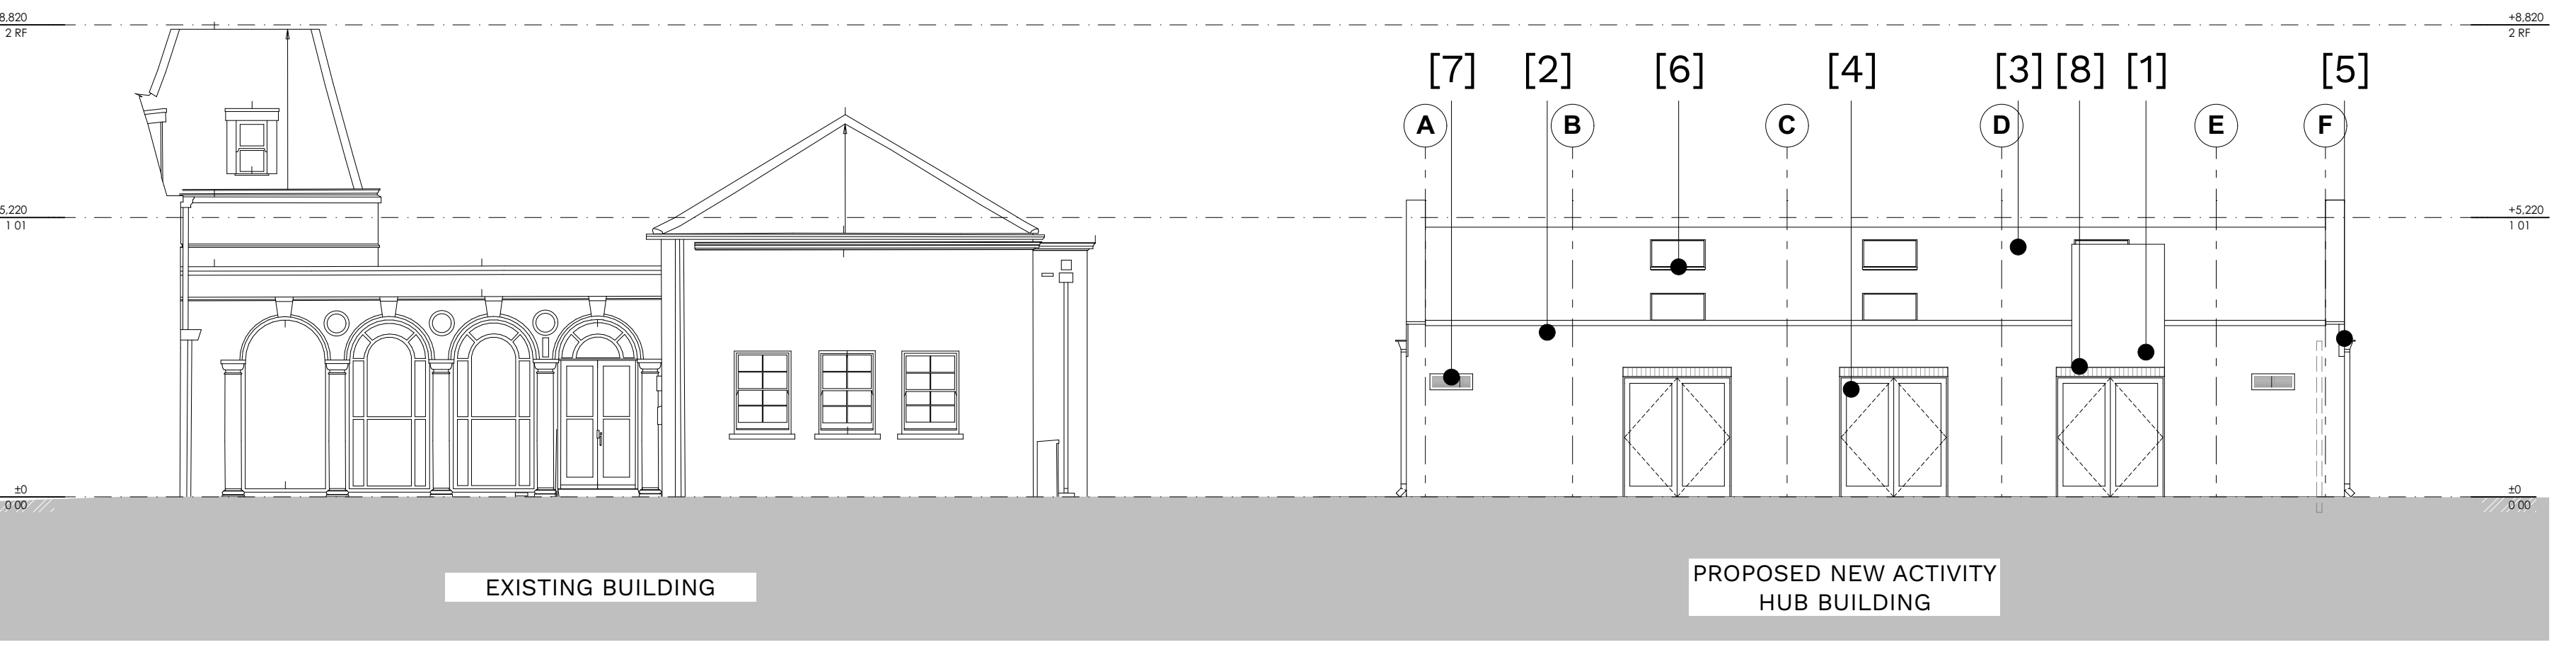 8,820
2 RF
+8,820
2 RF
[7] [2] [6] [4] [3] [8] [1] [5]
A B C D E F
5,220
1 01
+5,220
1 01
±0
0 00
±0
0 00
EXISTING BUILDING
PROPOSED NEW ACTIVITY
HUB BUILDING